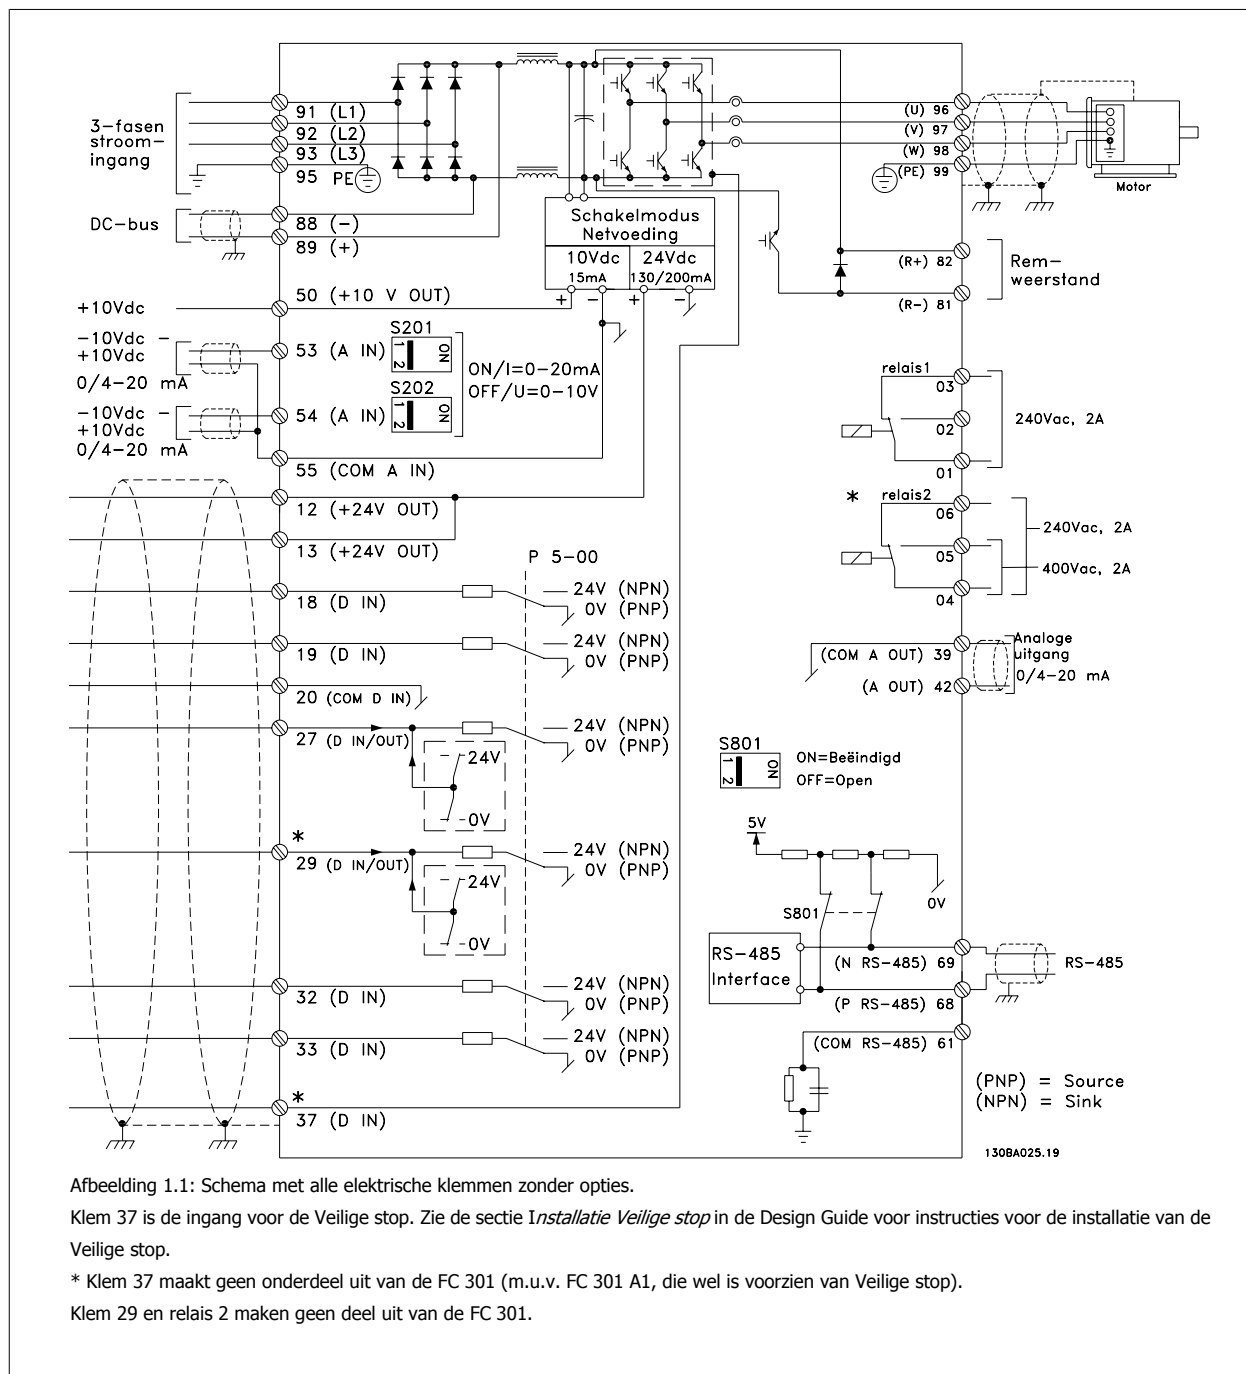 3-fasen
stroom-
ingang
91 (L1)
92 (L2)
93 (L3)
95 PE
DC-bus
88 (-)
89 (+)
+10Vdc
50 (+10 V OUT)
-10Vdc -
+10Vdc
0/4-20 mA
53 (A IN)
-10Vdc -
+10Vdc
0/4-20 mA
54 (A IN)
55 (COM A IN)
12 (+24V OUT)
13 (+24V OUT)
18 (D IN)
19 (D IN)
20 (COM D IN)
27 (D IN/OUT)
24V
0V
*
29 (D IN/OUT)
24V
0V
32 (D IN)
33 (D IN)
*
37 (D IN)
S201
1 2 ON
S202
1 2 ON
ON/I=0-20mA
OFF/U=0-10V
Schakelmodus
Netvoeding
10Vdc
15mA
24Vdc
130/200mA
+ - + -
P 5-00
24V (NPN)
0V (PNP)
24V (NPN)
0V (PNP)
24V (NPN)
0V (PNP)
24V (NPN)
0V (PNP)
24V (NPN)
0V (PNP)
24V (NPN)
0V (PNP)
(U) 96
(V) 97
(W) 98
(PE) 99
Motor
(R+) 82
(R-) 81
Rem-
weerstand
relais1
03
02
01
240Vac, 2A
* relais2
06
05
04
240Vac, 2A
400Vac, 2A
(COM A OUT) 39
(A OUT) 42
Analoge
uitgang
0/4-20 mA
S801
1 2 ON
ON=Beëindigd
OFF=Open
5V
0V
S801
RS-485
Interface
(N RS-485) 69
(P RS-485) 68
(COM RS-485) 61
RS-485
(PNP) = Source
(NPN) = Sink
130BA025.19
Afbeelding 1.1: Schema met alle elektrische klemmen zonder opties.
Klem 37 is de ingang voor de Veilige stop. Zie de sectie Installatie Veilige stop in de Design Guide voor instructies voor de installatie van de
Veilige stop.
* Klem 37 maakt geen onderdeel uit van de FC 301 (m.u.v. FC 301 A1, die wel is voorzien van Veilige stop).
Klem 29 en relais 2 maken geen deel uit van de FC 301.